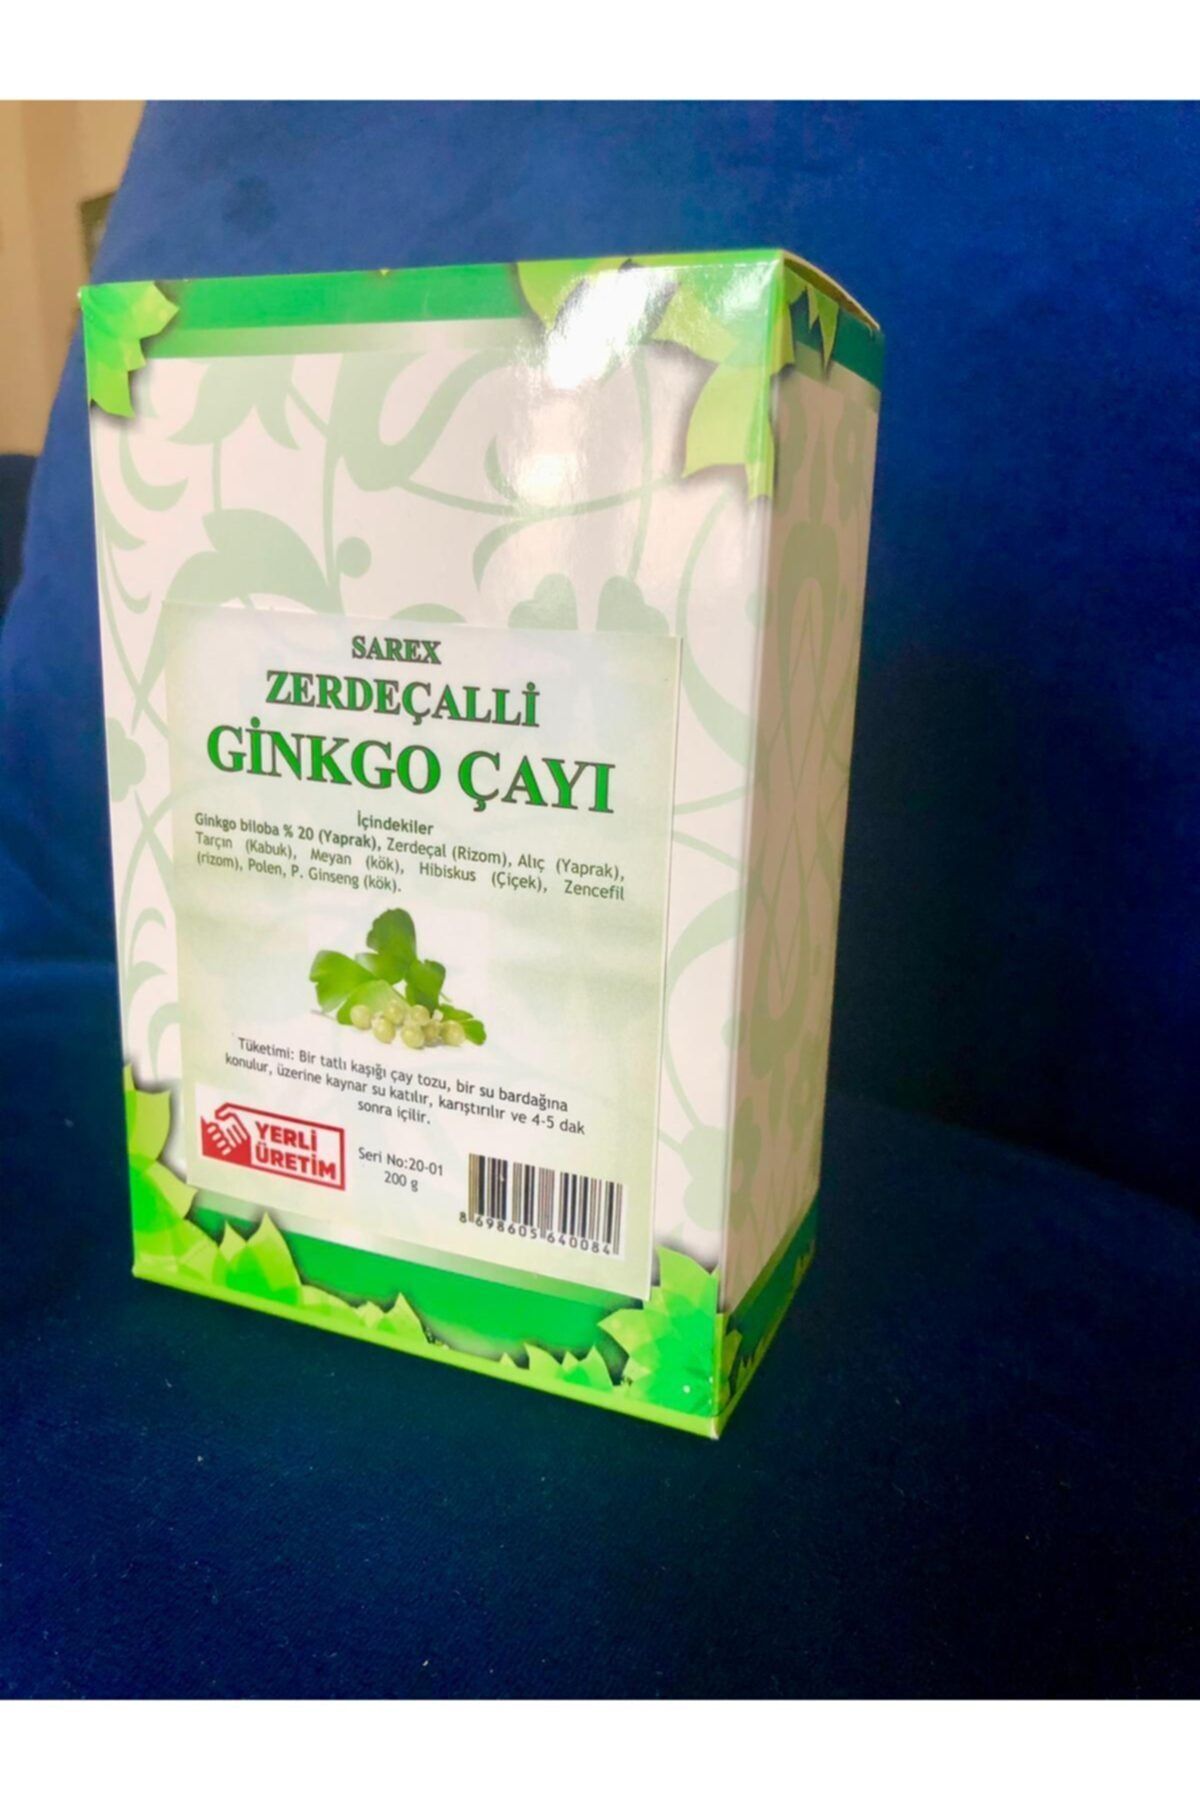 SAREX
ZERDEÇALLİ
GİNKGO ÇAYI
İçindekiler
Ginkgo biloba % 20 (Yaprak), Zerdeçal (Rizom), Alıç (Yaprak),
Tarçın (Kabuk), Meyan (kök), Hibiskus (Çiçek), Zencefil
(rizom), Polen, P. Ginseng (kök).
Tüketimi: Bir tatlı kaşığı çay tozu, bir su bardağına
konulur, üzerine kaynar su katılır, karıştırılır ve 4-5 dak
sonra içilir.
YERLİ
ÜRETİM
Seri No:20-01
200 g
8 698605 640084